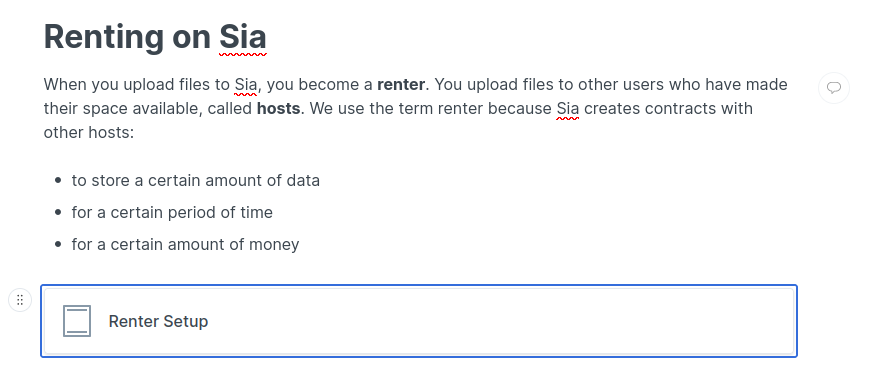 Renting on Sia
When you upload files to Sia, you become a renter. You upload files to other users who have made
their space available, called hosts. We use the term renter because Sia creates contracts with
other hosts:
• to store a certain amount of data
• for a certain period of time
• for a certain amount of money
Renter Setup